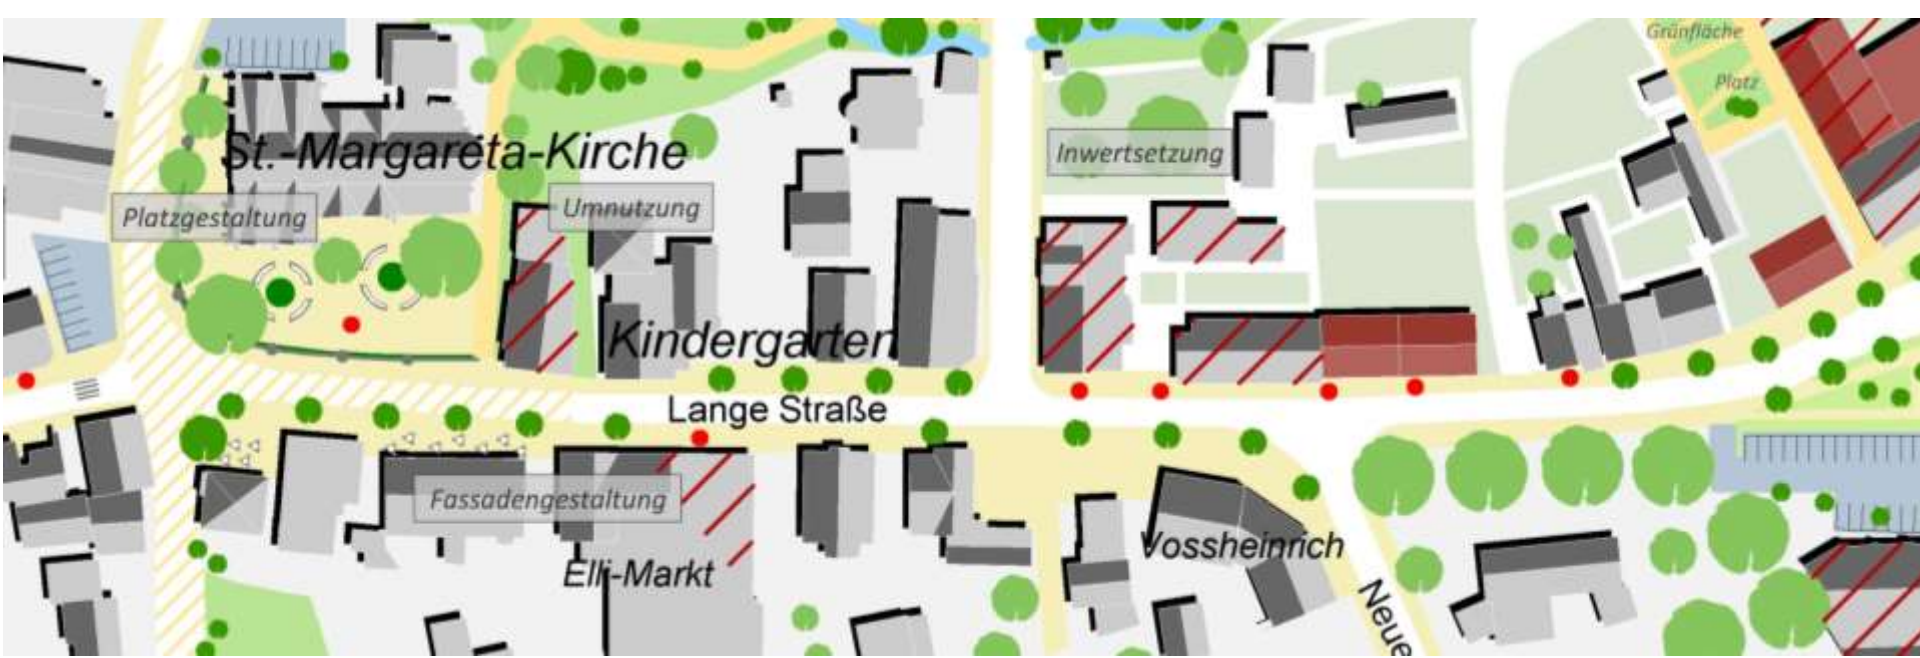 Grünfläche
Platz
St.-Margareta-Kirche
Inwertsetzung
Platzgestaltung
Umnutzung
Kindergarten
Lange Straße
Fassadengestaltung
Vossheinrich
Elli-Markt
Neue